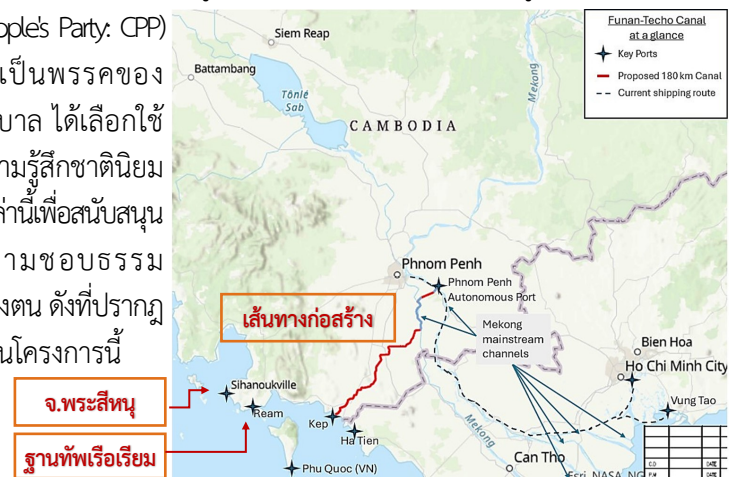 ople's Party: CPP)
เป็นพรรคของ
บาล ได้เลือกใช้
ามรู้สึกชาตินิยม
ล่านี้เพื่อสนับสนุน
ามชอบธรรม
งตน ดังที่ปรากฏ
นโครงการนี้
Funan-Techo Canal
at a glance
Key Ports
Proposed 180 km Canal
Current shipping route
Siem Reap
Battambang
Tônlé
Sab
Mekong
CAMBODIA
Phnom Penh
Phnom Penh
Autonomous Port
เส้นทางก่อสร้าง
Mekong
mainstream
channels
Bien Hoa
Ho Chi Minh City
Vung Tao
จ.พระสีหนุ
Sihanoukville
Ream
Kep
Ha Tien
Mekong
ฐานทัพเรือเรียม
Phu Quoc (VN)
Can Tho
Esri, NASA, NG
C.D DATE
P.M DATE